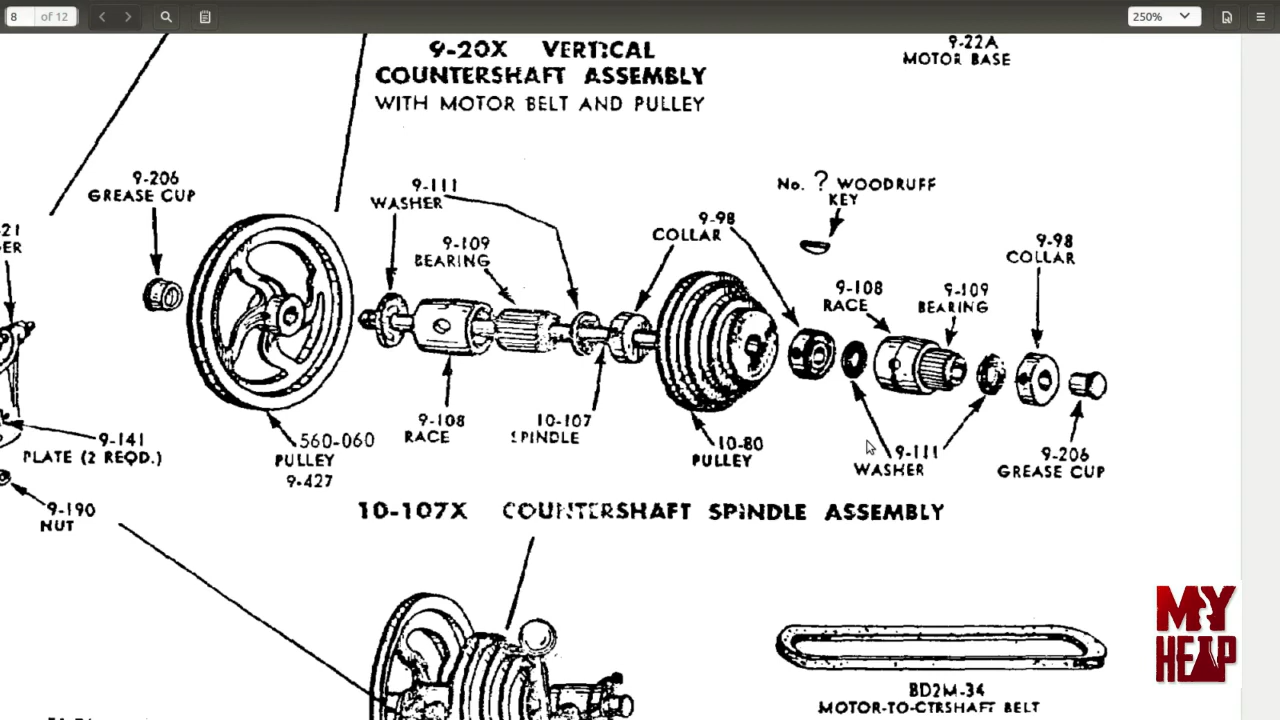 8 of 12
250%
9-20X VERTICAL
COUNTERSHAFT ASSEMBLY
WITH MOTOR BELT AND PULLEY
9-22A
MOTOR BASE
9-206
GREASE CUP
9-111
WASHER
9-109
BEARING
9-98
COLLAR
No. ? WOODRUFF
KEY
9-108
RACE
9-109
BEARING
9-98
COLLAR
9-141
PLATE (2 REQD.)
9-190
NUT
560-060
PULLEY
9-427
9-108
RACE
10-107
SPINDLE
10-80
PULLEY
9-111
WASHER
9-206
GREASE CUP
10-107X COUNTERSHAFT SPINDLE ASSEMBLY
BD2M-34
MOTOR-TO-CTRSHAFT BELT
MY
HEAP